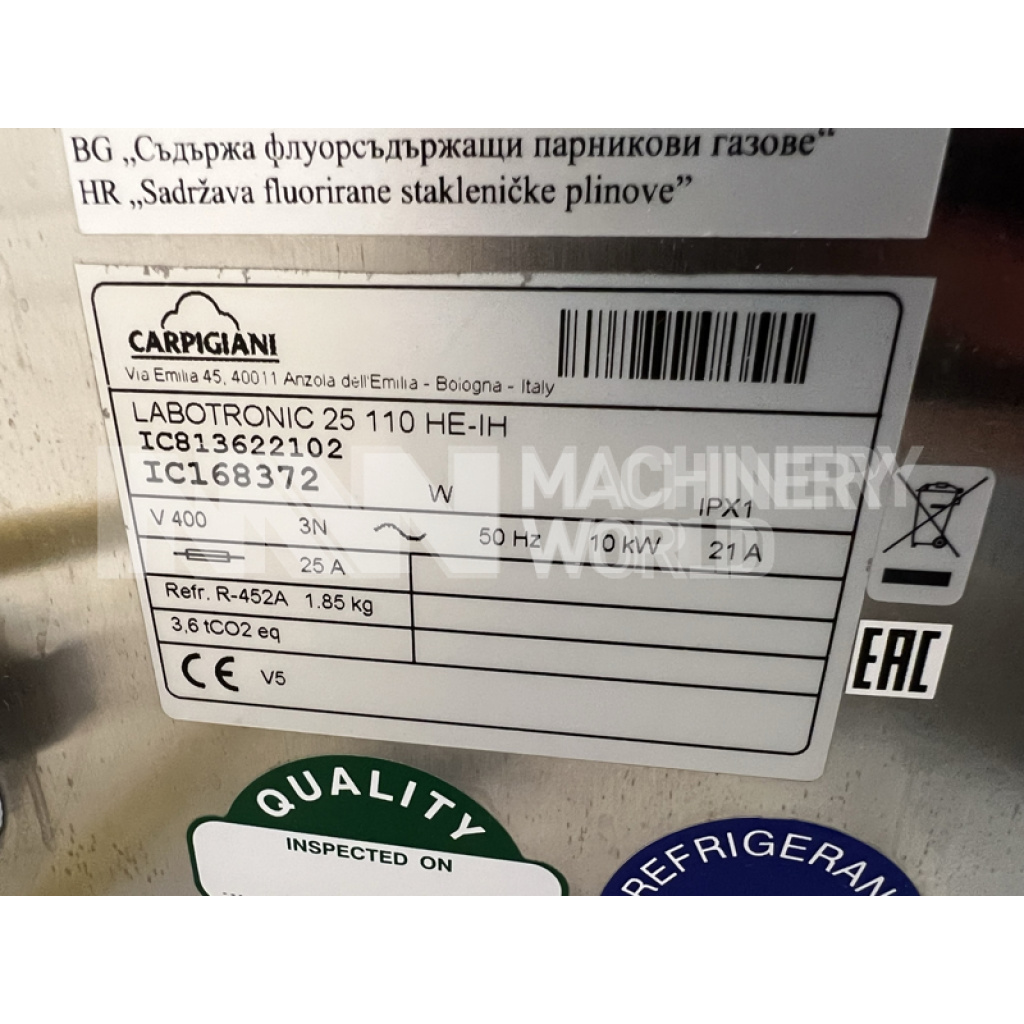 BG „Съдържа флуорсъдържащи парникови газове“
HR „Sadržava fluorirane stakleničke plinove”
CARPIGIANI
Via Emilia 45, 40011 Anzola dell'Emilia - Bologna - Italy
LABOTRONIC 25 110 HE-IH
IC813622102
IC168372
W
IPX1
V 400 3N 50 Hz 10 kW 21 A
25 A
Refr. R-452A 1.85 kg
3,6 tCO2 eq
CE V5
EAC
MACHINERY
WORLD
QUALITY
INSPECTED ON
REFRIGERAN